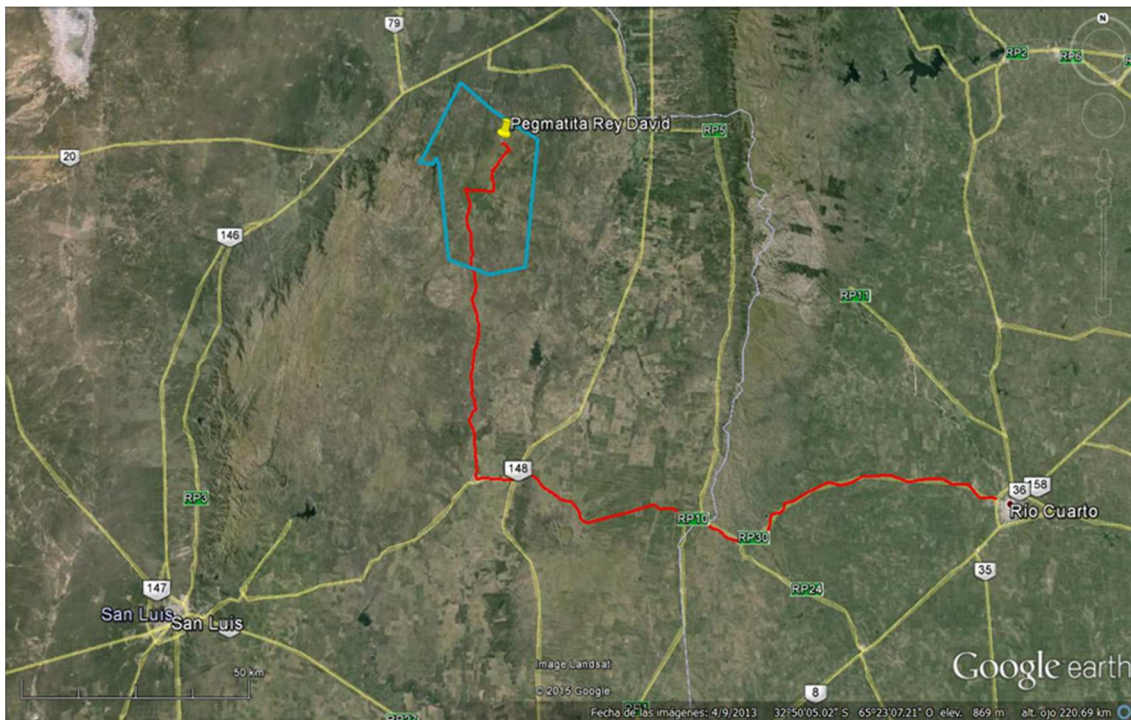 79
N
RP2
RP6
Pegmatita Rey David
RP5
20
146
RP11
148
RP3
36
158
Rio Cuarto
RP10
RP30
35
147
RP24
San Luis
San Luis
50 km
Image Landsat
© 2015 Google
Google earth
8
Fecha de las imágenes: 4/9/2013 32°50'05.02" S 65°23'07.21" O elev. 869 m alt. ojo 220.69 km